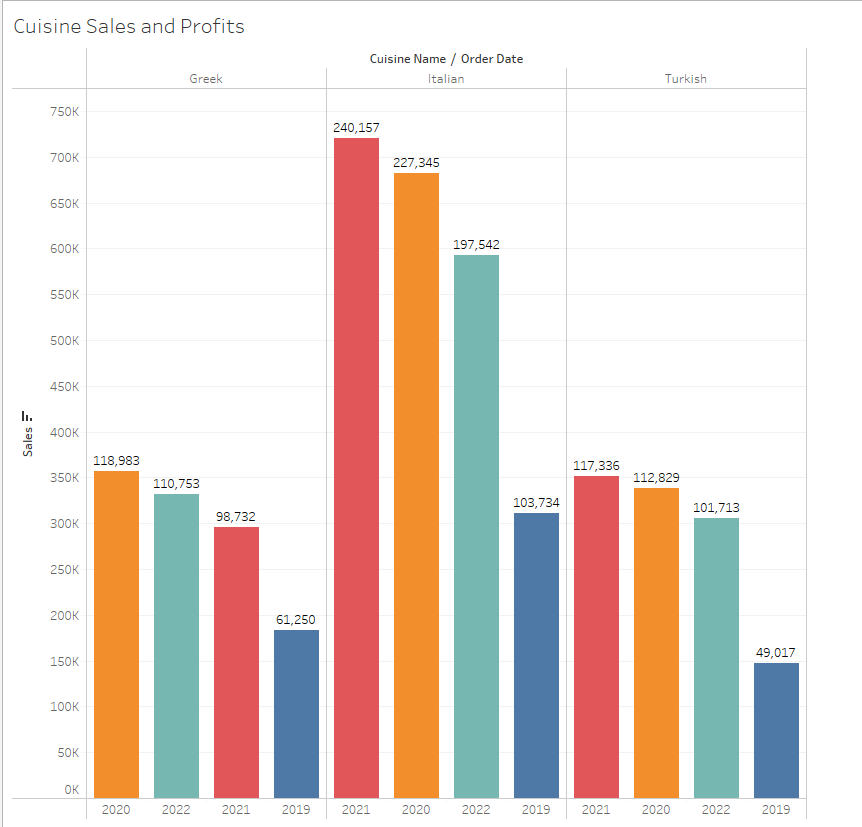 Cuisine Sales and Profits
Cuisine Name / Order Date
Greek Italian Turkish
750K
700K
650K
600K
550K
500K
450K
400K
350K
300K
250K
200K
150K
100K
50K
0K
Sales
118,983
110,753
98,732
61,250
240,157
227,345
197,542
103,734
117,336
112,829
101,713
49,017
2020 2022 2021 2019 2021 2020 2022 2019 2021 2020 2022 2019